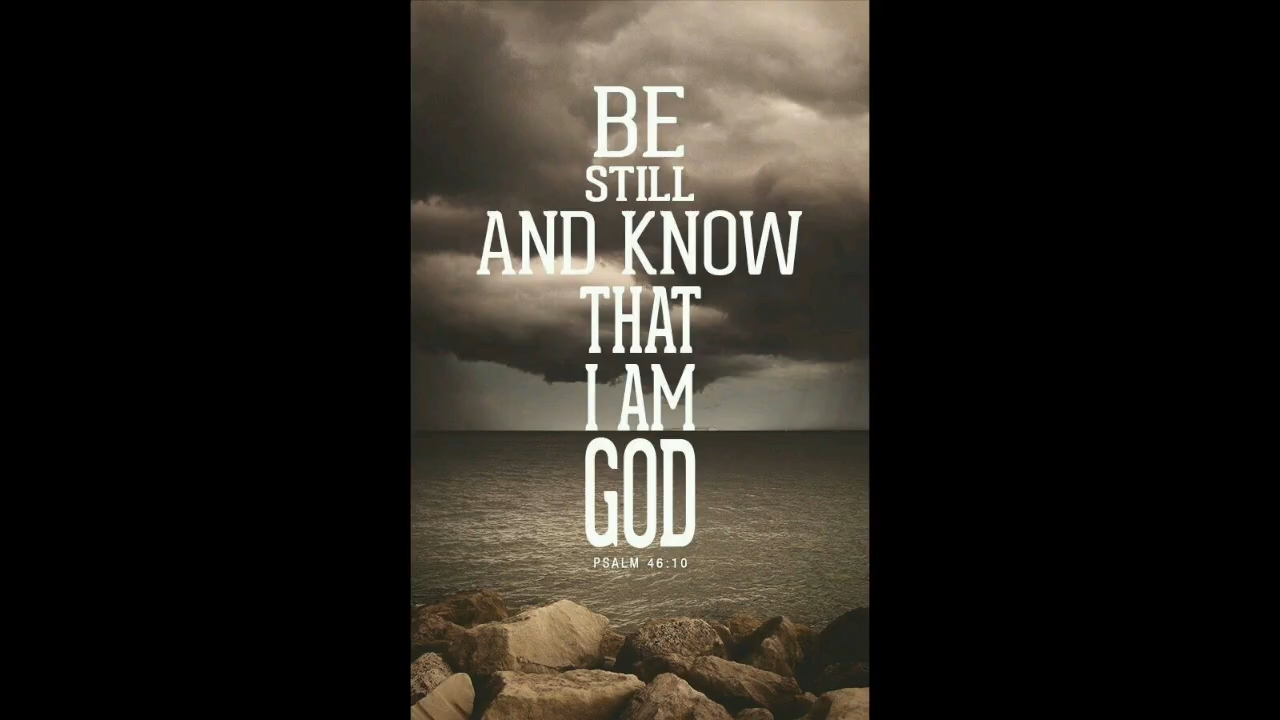 BE
STILL
AND KNOW
THAT
I AM
GOD
PSALM 46:10